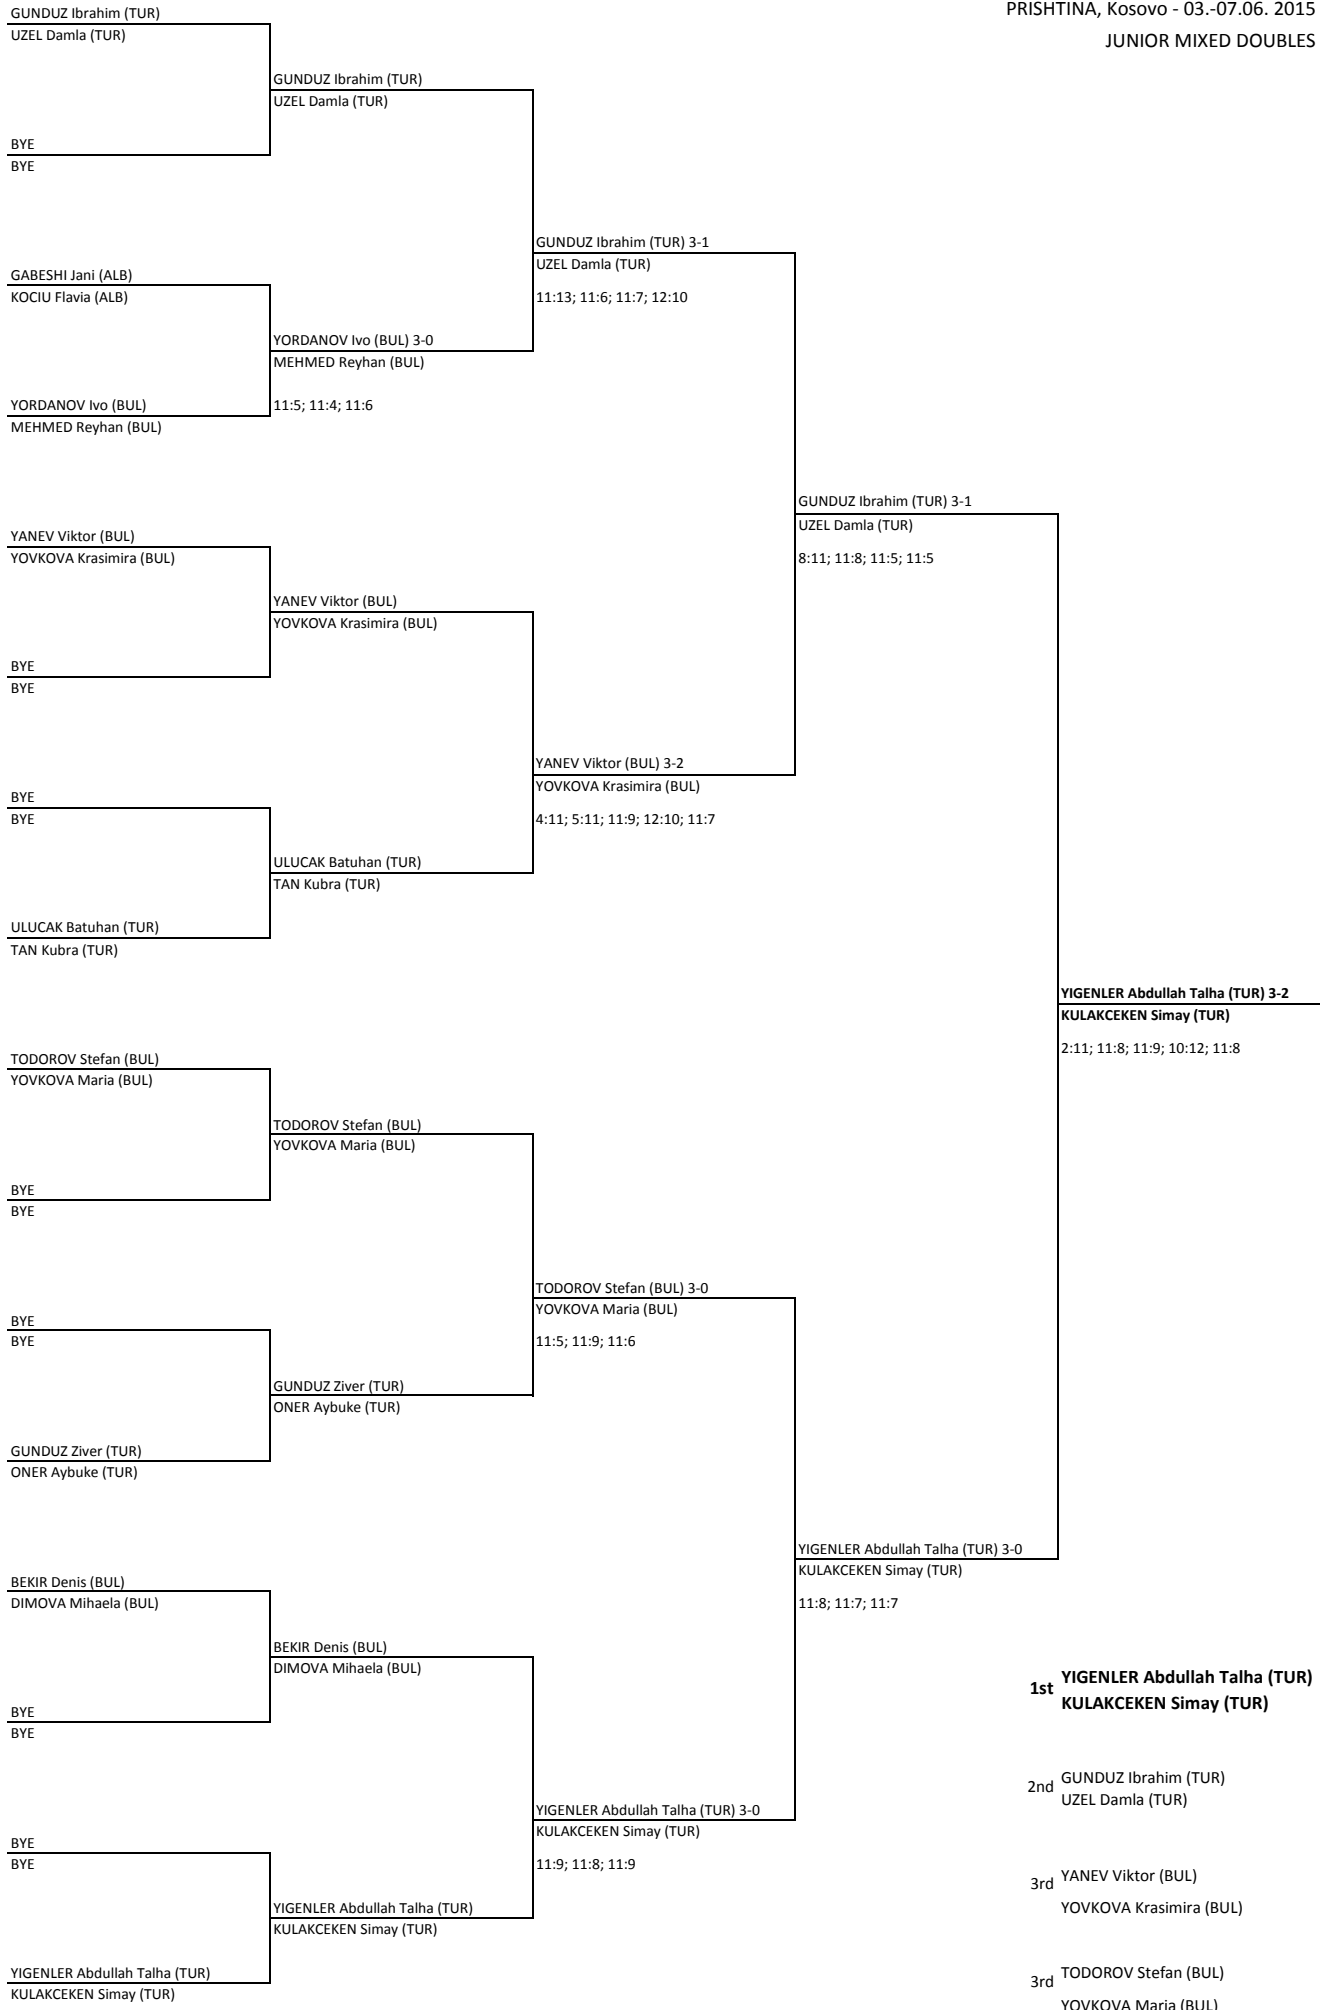 PRISHTINA, Kosovo - 03.-07.06. 2015
JUNIOR MIXED DOUBLES
GUNDUZ Ibrahim (TUR)
UZEL Damla (TUR)
GUNDUZ Ibrahim (TUR)
UZEL Damla (TUR)
BYE
BYE
GUNDUZ Ibrahim (TUR) 3-1
UZEL Damla (TUR)
11:13; 11:6; 11:7; 12:10
GABESHI Jani (ALB)
KOCIU Flavia (ALB)
YORDANOV Ivo (BUL) 3-0
MEHMED Reyhan (BUL)
11:5; 11:4; 11:6
YORDANOV Ivo (BUL)
MEHMED Reyhan (BUL)
GUNDUZ Ibrahim (TUR) 3-1
UZEL Damla (TUR)
8:11; 11:8; 11:5; 11:5
YANEV Viktor (BUL)
YOVKOVA Krasimira (BUL)
YANEV Viktor (BUL)
YOVKOVA Krasimira (BUL)
BYE
BYE
YANEV Viktor (BUL) 3-2
YOVKOVA Krasimira (BUL)
4:11; 5:11; 11:9; 12:10; 11:7
BYE
BYE
ULUCAK Batuhan (TUR)
TAN Kubra (TUR)
ULUCAK Batuhan (TUR)
TAN Kubra (TUR)
YIGENLER Abdullah Talha (TUR) 3-2
KULAKCEKEN Simay (TUR)
2:11; 11:8; 11:9; 10:12; 11:8
TODOROV Stefan (BUL)
YOVKOVA Maria (BUL)
TODOROV Stefan (BUL)
YOVKOVA Maria (BUL)
BYE
BYE
TODOROV Stefan (BUL) 3-0
YOVKOVA Maria (BUL)
11:5; 11:9; 11:6
BYE
BYE
GUNDUZ Ziver (TUR)
ONER Aybuke (TUR)
GUNDUZ Ziver (TUR)
ONER Aybuke (TUR)
YIGENLER Abdullah Talha (TUR) 3-0
KULAKCEKEN Simay (TUR)
11:8; 11:7; 11:7
BEKIR Denis (BUL)
DIMOVA Mihaela (BUL)
BEKIR Denis (BUL)
DIMOVA Mihaela (BUL)
BYE
BYE
YIGENLER Abdullah Talha (TUR) 3-0
KULAKCEKEN Simay (TUR)
11:9; 11:8; 11:9
BYE
BYE
YIGENLER Abdullah Talha (TUR)
KULAKCEKEN Simay (TUR)
YIGENLER Abdullah Talha (TUR)
KULAKCEKEN Simay (TUR)
1st YIGENLER Abdullah Talha (TUR)
KULAKCEKEN Simay (TUR)
2nd GUNDUZ Ibrahim (TUR)
UZEL Damla (TUR)
3rd YANEV Viktor (BUL)
YOVKOVA Krasimira (BUL)
3rd TODOROV Stefan (BUL)
YOVKOVA Maria (BUL)